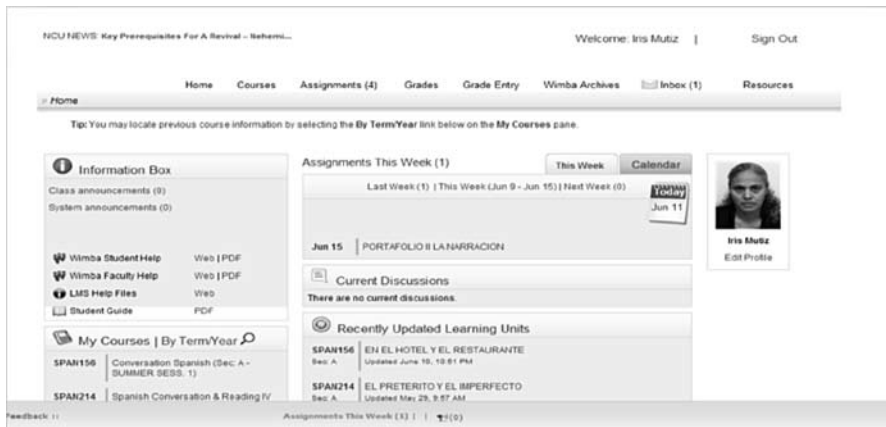 NCU NEWS: Key Prerequisites For A Revival – Nehemi...
Welcome: Iris Mutiz | Sign Out
Home Courses Assignments (4) Grades Grade Entry Wimba Archives Inbox (1) Resources
» Home
Tip: You may locate previous course information by selecting the By Term/Year link below on the My Courses pane.
Information Box
Class announcements (0)
System announcements (0)
Wimba Student Help Web | PDF
Wimba Faculty Help Web | PDF
LMS Help Files Web
Student Guide PDF
My Courses | By Term/Year
SPAN156 Conversation Spanish (Sec: A -
SUMMER SESS. 1)
SPAN214 Spanish Conversation & Reading IV
Assignments This Week (1)
This Week Calendar
Last Week (1) | This Week (Jun 9 - Jun 15) | Next Week (0)
Today
Jun 11
Jun 15 PORTAFOLIO II LA NARRACION
Current Discussions
There are no current discussions.
Recently Updated Learning Units
SPAN156 EN EL HOTEL Y EL RESTAURANTE
Sec: A Updated June 10, PM
SPAN214 EL PRETERITO Y EL IMPERFECTO
Sec: A Updated May 29, 9:57 AM
Iris Mutiz
Edit Profile
Feedback ::
Assignments This Week (1) | | (0)